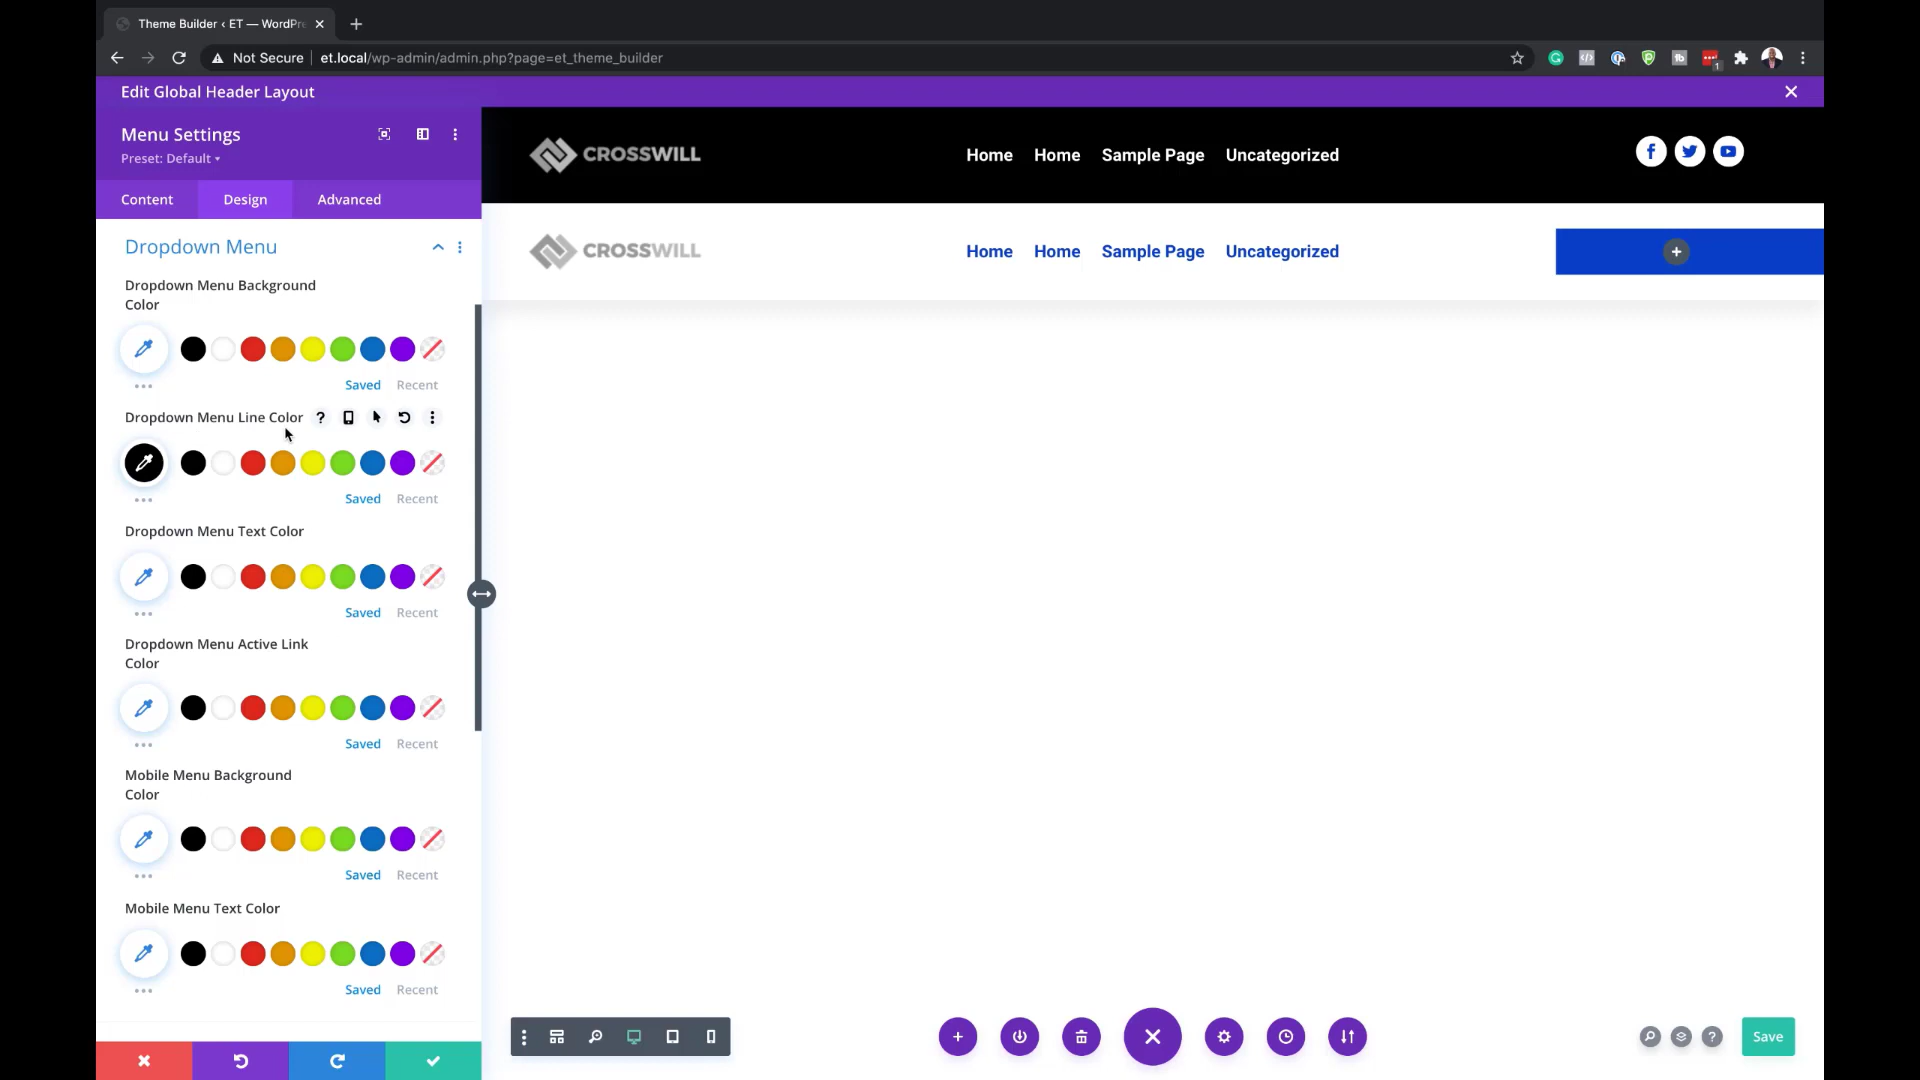 Theme Builder ‹ ET — WordPr
Not Secure
et.local/wp-admin/admin.php?page=et_theme_builder
1
Edit Global Header Layout
Menu Settings
Preset: Default
Content
Design
Advanced
CROSSWILL
Home
Home
Sample Page
Uncategorized
CROSSWILL
Home
Home
Sample Page
Uncategorized
Dropdown Menu
Dropdown Menu Background
Color
Saved
Recent
Dropdown Menu Line Color
Saved
Recent
Dropdown Menu Text Color
Saved
Recent
Dropdown Menu Active Link
Color
Saved
Recent
Mobile Menu Background
Color
Saved
Recent
Mobile Menu Text Color
Saved
Recent
Save